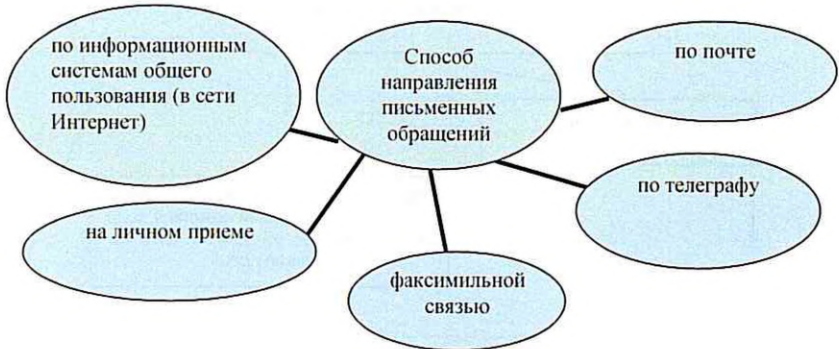 по информационным
системам общего
пользования (в сети
Интернет)
Способ
направления
письменных
обращений
по почте
на личном приеме
по телеграфу
факсимильной
связью